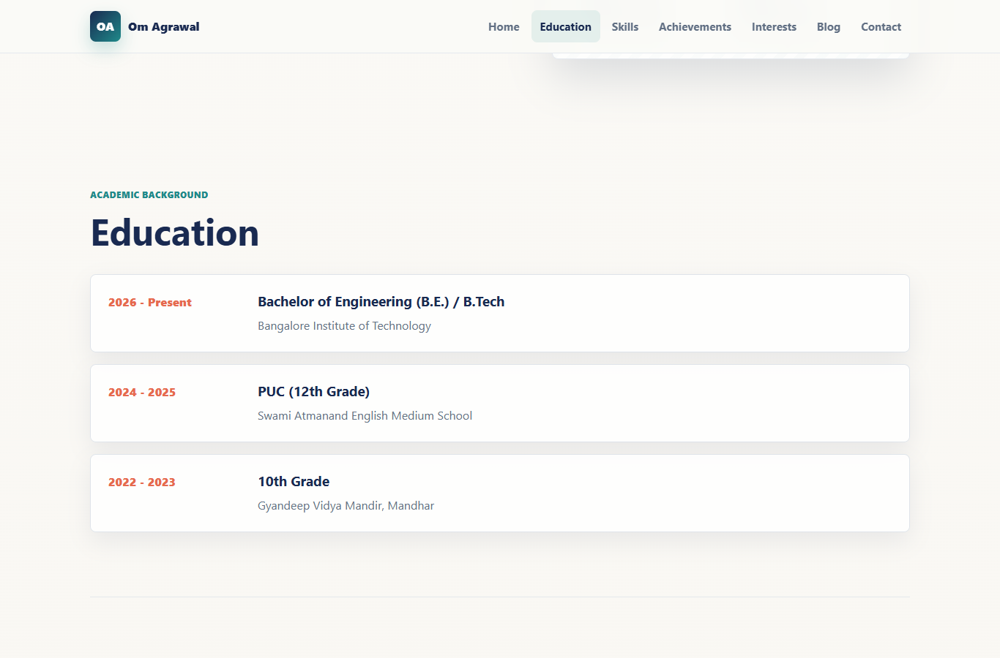 OA Om Agrawal Home Education Skills Achievements Interests Blog Contact
ACADEMIC BACKGROUND
Education
2026 - Present Bachelor of Engineering (B.E.) / B.Tech
Bangalore Institute of Technology
2024 - 2025 PUC (12th Grade)
Swami Atmanand English Medium School
2022 - 2023 10th Grade
Gyandeep Vidya Mandir, Mandhar